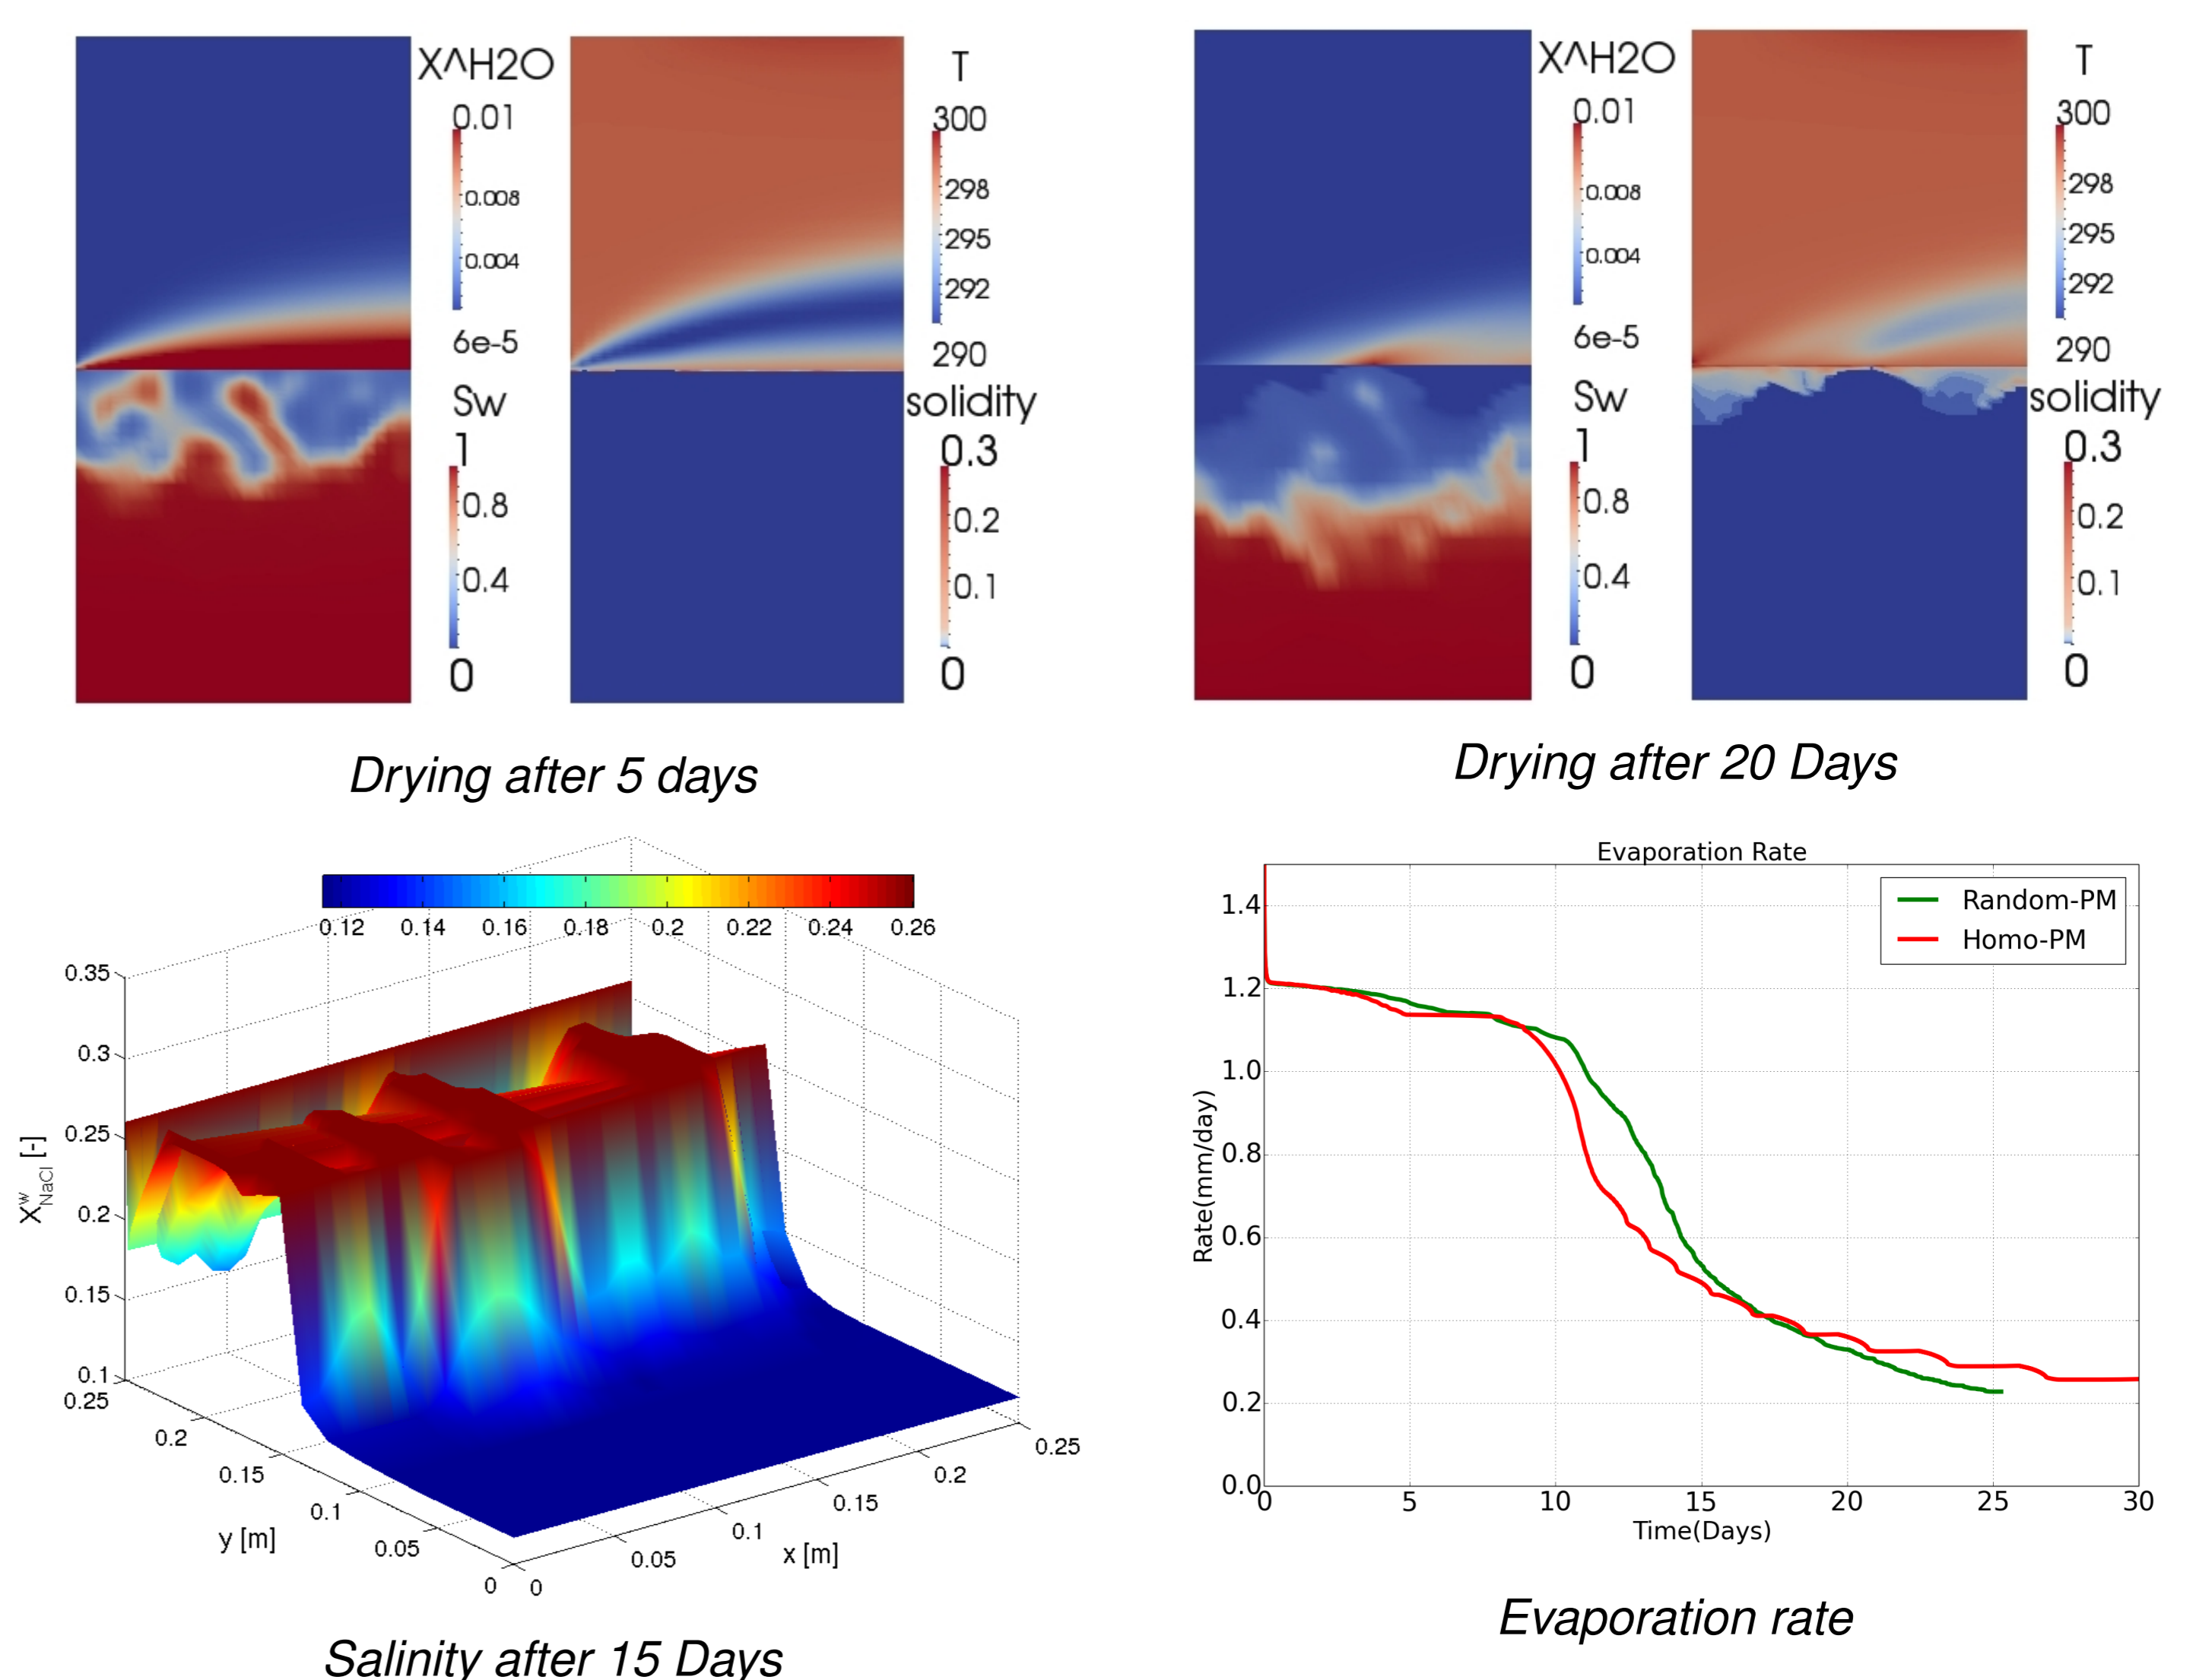 X^H2O
0.01
0.008
0.004
6e-5
Sw
1
0.8
0.4
0
T
300
298
295
292
290
solidity
0.3
0.2
0.1
0
Drying after 5 days
X^H2O
0.01
0.008
0.004
6e-5
Sw
1
0.8
0.4
0
T
300
298
295
292
290
solidity
0.3
0.2
0.1
0
Drying after 20 Days
0.12 0.14 0.16 0.18 0.2 0.22 0.24 0.26
0.35
0.3
0.25
0.2
0.15
0.1
X^w_NaCl [-]
0.25
0.2
0.15
0.1
0.05
0
y [m]
0
0.05
0.1
0.15
0.2
0.25
x [m]
Salinity after 15 Days
Evaporation Rate
Random-PM
Homo-PM
1.4
1.2
1.0
0.8
0.6
0.4
0.2
0.0
Rate(mm/day)
0 5 10 15 20 25 30
Time(Days)
Evaporation rate